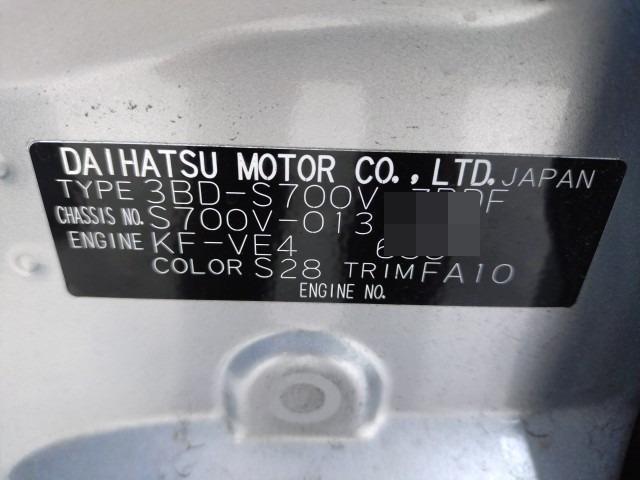 DAIHATSU MOTOR CO., LTD. JAPAN
TYPE 3BD-S700V
CHASSIS NO. S700V-013
ENGINE KF-VE4
COLOR S28 TRIM FA10
ENGINE NO.